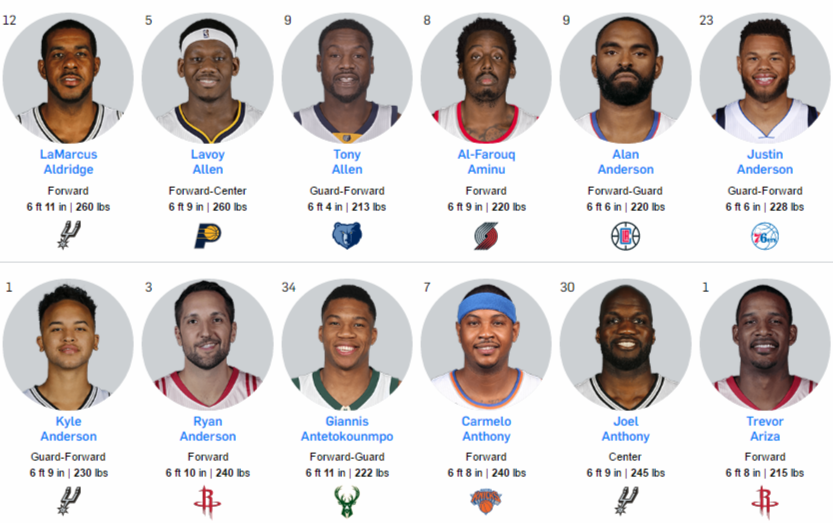 12 5 9 8 9 23
LaMarcus Lavoy Tony Al-Farouq Alan Justin
Aldridge Allen Allen Aminu Anderson Anderson
Forward Forward-Center Guard-Forward Forward Forward-Guard Guard-Forward
6 ft 11 in | 260 lbs 6 ft 9 in | 260 lbs 6 ft 4 in | 213 lbs 6 ft 9 in | 220 lbs 6 ft 6 in | 220 lbs 6 ft 6 in | 228 lbs
76ers
1 3 34 7 30 1
Kyle Ryan Giannis Carmelo Joel Trevor
Anderson Anderson Antetokounmpo Anthony Anthony Ariza
Guard-Forward Forward Forward-Guard Forward Center Forward
6 ft 9 in | 230 lbs 6 ft 10 in | 240 lbs 6 ft 11 in | 222 lbs 6 ft 8 in | 240 lbs 6 ft 9 in | 245 lbs 6 ft 8 in | 215 lbs